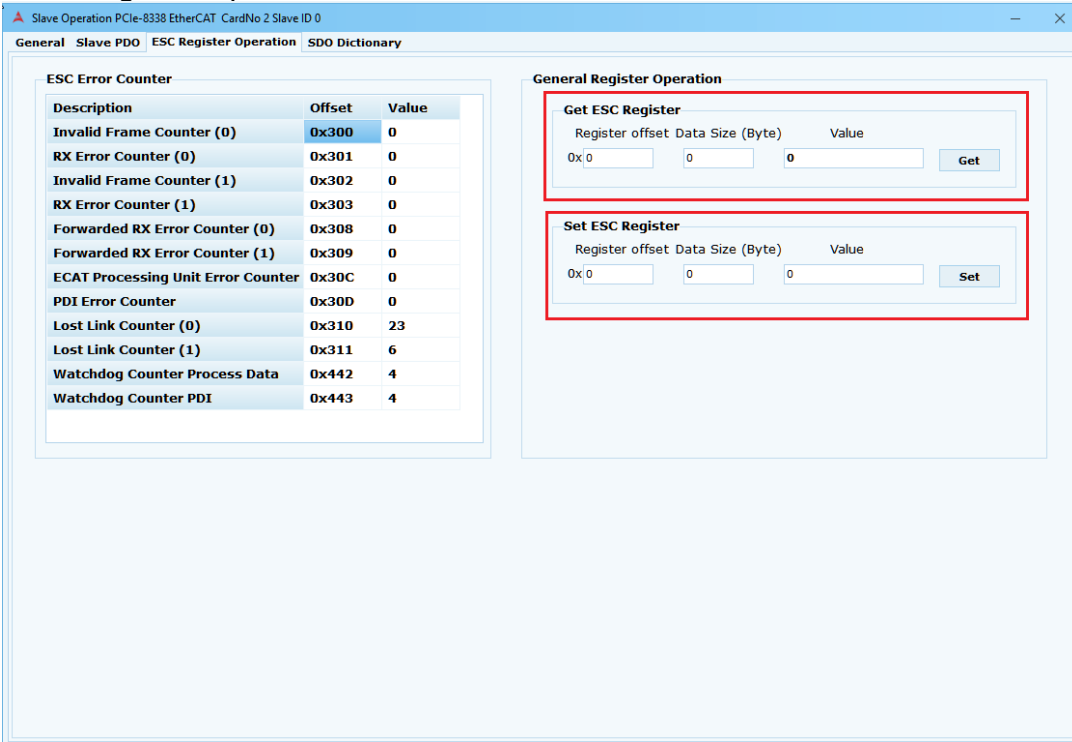 Slave Operation PCIe-8338 EtherCAT CardNo 2 Slave ID 0
General Slave PDO ESC Register Operation SDO Dictionary
ESC Error Counter
Description Offset Value
Invalid Frame Counter (0) 0x300 0
RX Error Counter (0) 0x301 0
Invalid Frame Counter (1) 0x302 0
RX Error Counter (1) 0x303 0
Forwarded RX Error Counter (0) 0x308 0
Forwarded RX Error Counter (1) 0x309 0
ECAT Processing Unit Error Counter 0x30C 0
PDI Error Counter 0x30D 0
Lost Link Counter (0) 0x310 23
Lost Link Counter (1) 0x311 6
Watchdog Counter Process Data 0x442 4
Watchdog Counter PDI 0x443 4
General Register Operation
Get ESC Register
Register offset Data Size (Byte) Value
0x 0 0 0 Get
Set ESC Register
Register offset Data Size (Byte) Value
0x 0 0 0 Set